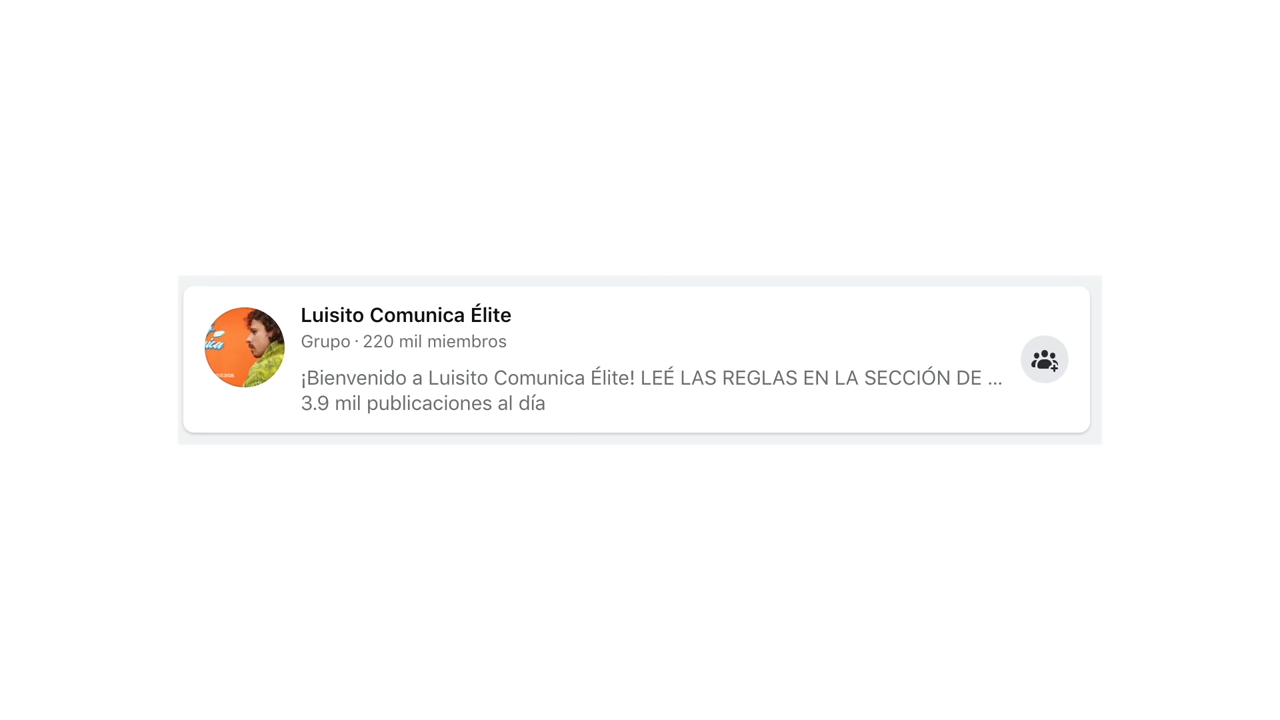 Luisito Comunica Élite
Grupo · 220 mil miembros
¡Bienvenido a Luisito Comunica Élite! LEÉ LAS REGLAS EN LA SECCIÓN DE ...
3.9 mil publicaciones al día